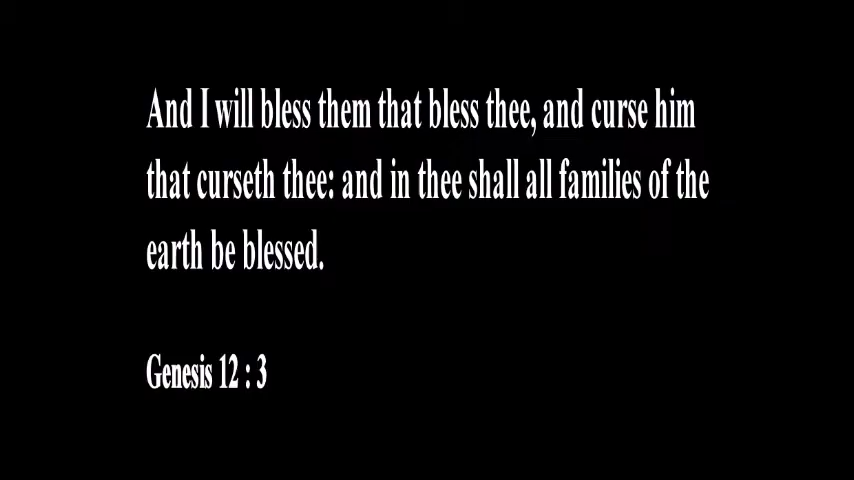 And I will bless them that bless thee, and curse him
that curseth thee: and in thee shall all families of the
earth be blessed.
Genesis 12 : 3